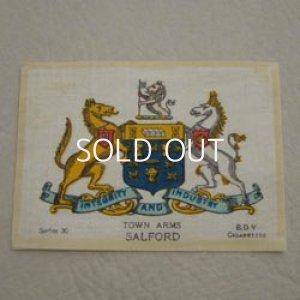 SOLD OUT
INTEGRITY AND INDUSTRY
TOWN ARMS
SALFORD
Series 30
B.D.V
CIGARETTES